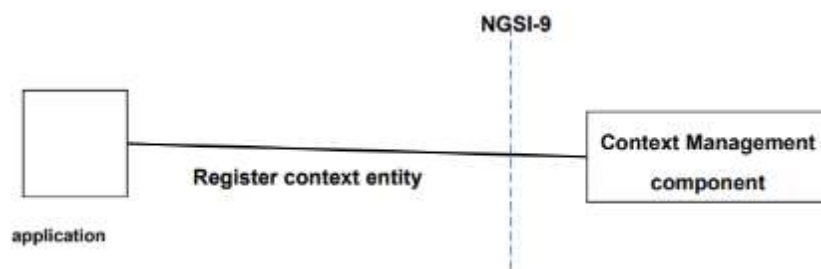 NGSI-9
Context Management
component
Register context entity
application